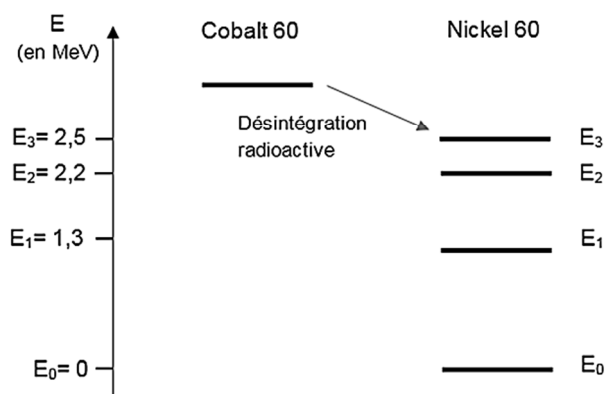 E
(en MeV)
Cobalt 60
Nickel 60
Désintégration
radioactive
E₃= 2,5
E₃
E₂= 2,2
E₂
E₁= 1,3
E₁
E₀= 0
E₀